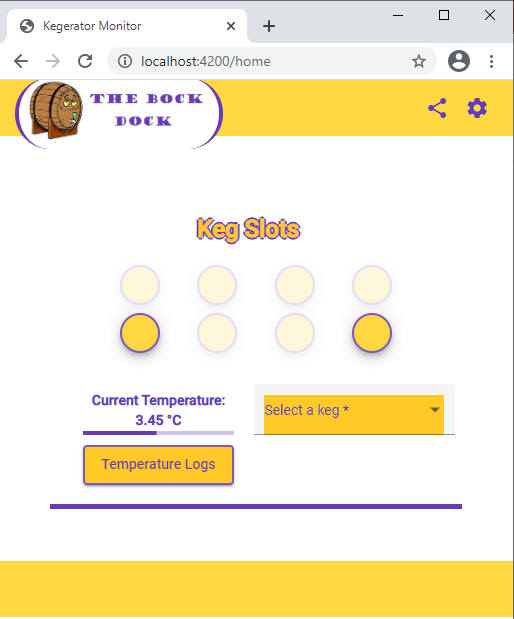 Kegerator Monitor
localhost:4200/home
THE BOCK
DOCK
Keg Slots
Current Temperature:
3.45 °C
Select a keg *
Temperature Logs